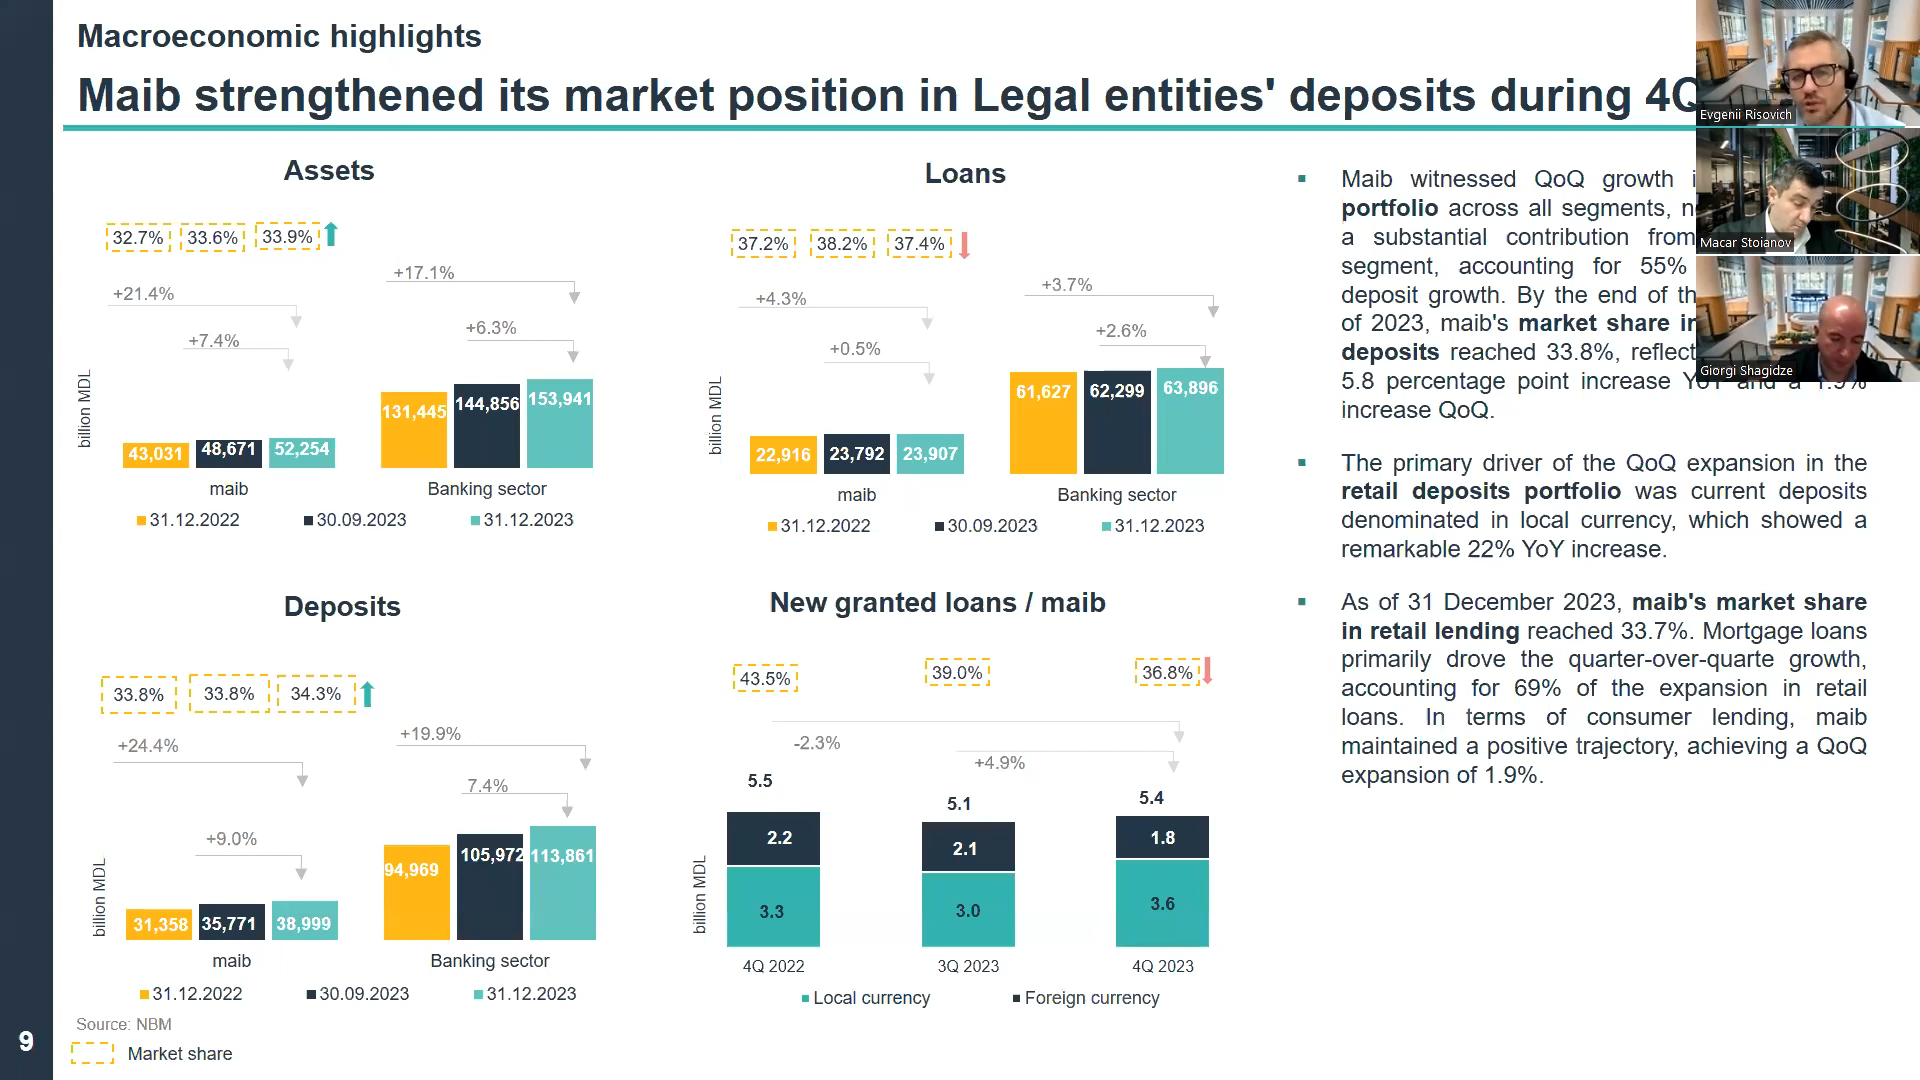 Macroeconomic highlights
Maib strengthened its market position in Legal entities' deposits during 4Q
Evgenii Risovich
Macar Stoianov
Giorgi Shagidze
Assets
32.7% 33.6% 33.9%
+21.4%
+7.4%
+17.1%
+6.3%
billion MDL
43,031 48,671 52,254
131,445 144,856 153,941
maib Banking sector
31.12.2022 30.09.2023 31.12.2023
Loans
37.2% 38.2% 37.4%
+4.3%
+0.5%
+3.7%
+2.6%
billion MDL
22,916 23,792 23,907
61,627 62,299 63,896
maib Banking sector
31.12.2022 30.09.2023 31.12.2023
Deposits
33.8% 33.8% 34.3%
+24.4%
+9.0%
+19.9%
7.4%
billion MDL
31,358 35,771 38,999
94,969 105,972 113,861
maib Banking sector
31.12.2022 30.09.2023 31.12.2023
New granted loans / maib
43.5% 39.0% 36.8%
-2.3%
+4.9%
5.5 5.1 5.4
2.2 2.1 1.8
3.3 3.0 3.6
billion MDL
4Q 2022 3Q 2023 4Q 2023
Local currency Foreign currency
Maib witnessed QoQ growth
portfolio across all segments,
a substantial contribution from
segment, accounting for 55%
deposit growth. By the end of
of 2023, maib's market share
deposits reached 33.8%,
5.8 percentage point increase YoY and a 1.9%
increase QoQ.
The primary driver of the QoQ expansion in the
retail deposits portfolio was current deposits
denominated in local currency, which showed a
remarkable 22% YoY increase.
As of 31 December 2023, maib's market share
in retail lending reached 33.7%. Mortgage loans
primarily drove the quarter-over-quarte growth,
accounting for 69% of the expansion in retail
loans. In terms of consumer lending, maib
maintained a positive trajectory, achieving a QoQ
expansion of 1.9%.
Source: NBM
Market share
9